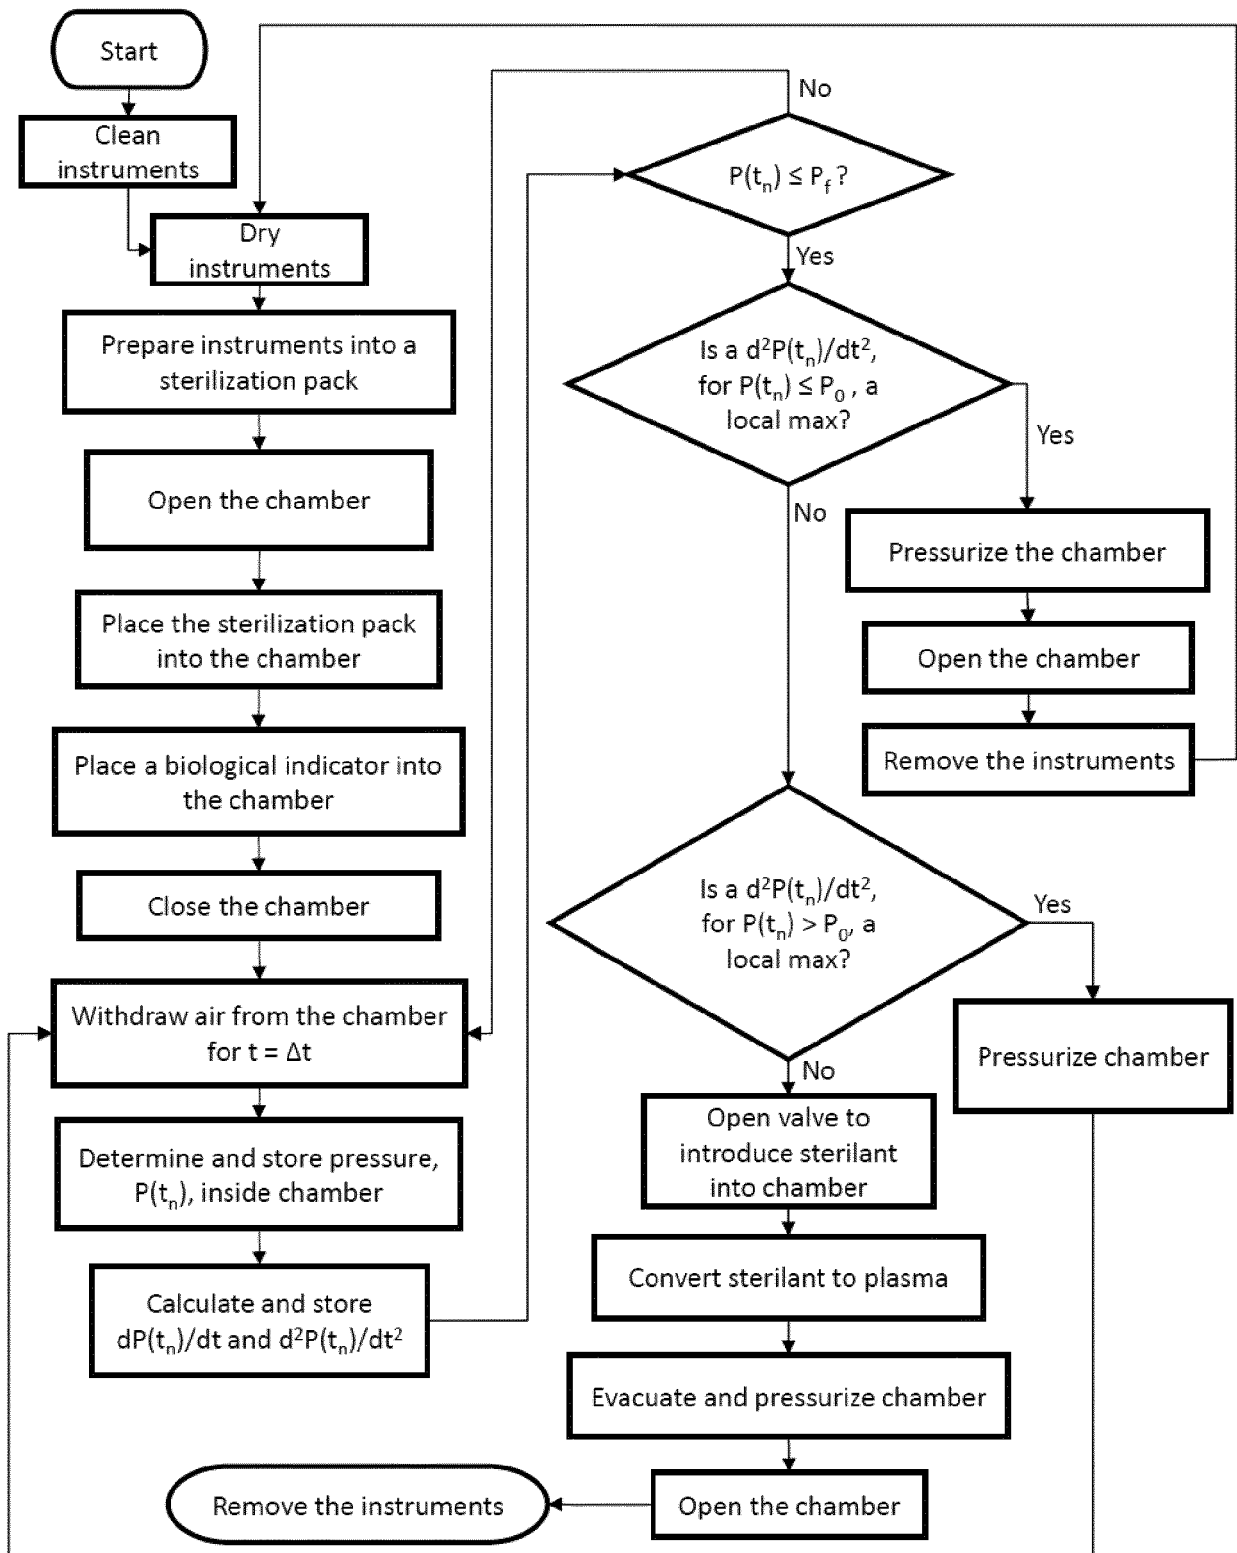 Start
Clean
instruments
Dry
instruments
Prepare instruments into a
sterilization pack
Open the chamber
Place the sterilization pack
into the chamber
Place a biological indicator into
the chamber
Close the chamber
Withdraw air from the chamber
for t = Δt
Determine and store pressure,
P(tₙ), inside chamber
Calculate and store
dP(tₙ)/dt and d²P(tₙ)/dt²
No
P(tₙ) ≤ P_f ?
Yes
Is a d²P(tₙ)/dt²,
for P(tₙ) ≤ P₀ , a
local max?
Yes
No
Pressurize the chamber
Open the chamber
Remove the instruments
Is a d²P(tₙ)/dt²,
for P(tₙ) > P₀, a
local max?
Yes
No
Pressurize chamber
Open valve to
introduce sterilant
into chamber
Convert sterilant to plasma
Evacuate and pressurize chamber
Open the chamber
Remove the instruments